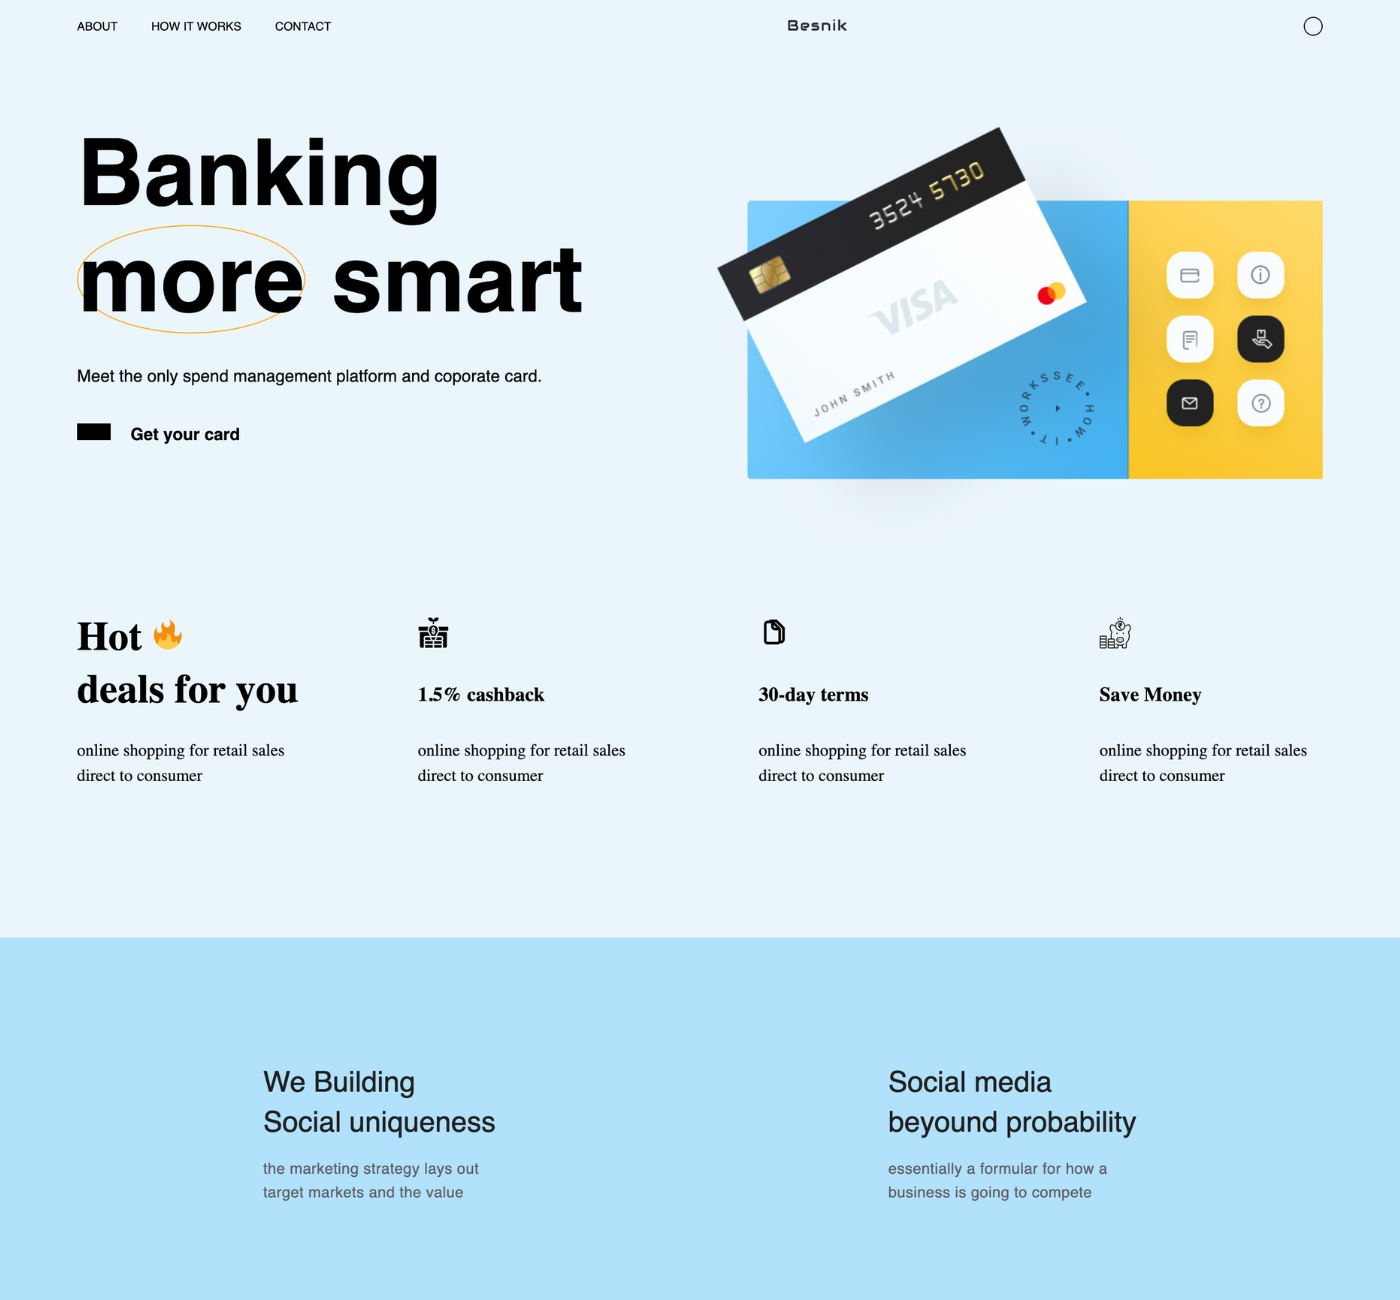 ABOUT HOW IT WORKS CONTACT Besnik
Banking
more smart
Meet the only spend management platform and coporate card.
Get your card
3524 5730
VISA
JOHN SMITH
SEE • HOW • IT • WORKS
Hot 🔥
deals for you
online shopping for retail sales
direct to consumer
1.5% cashback
online shopping for retail sales
direct to consumer
30-day terms
online shopping for retail sales
direct to consumer
Save Money
online shopping for retail sales
direct to consumer
We Building
Social uniqueness
the marketing strategy lays out
target markets and the value
Social media
beyound probability
essentially a formular for how a
business is going to compete